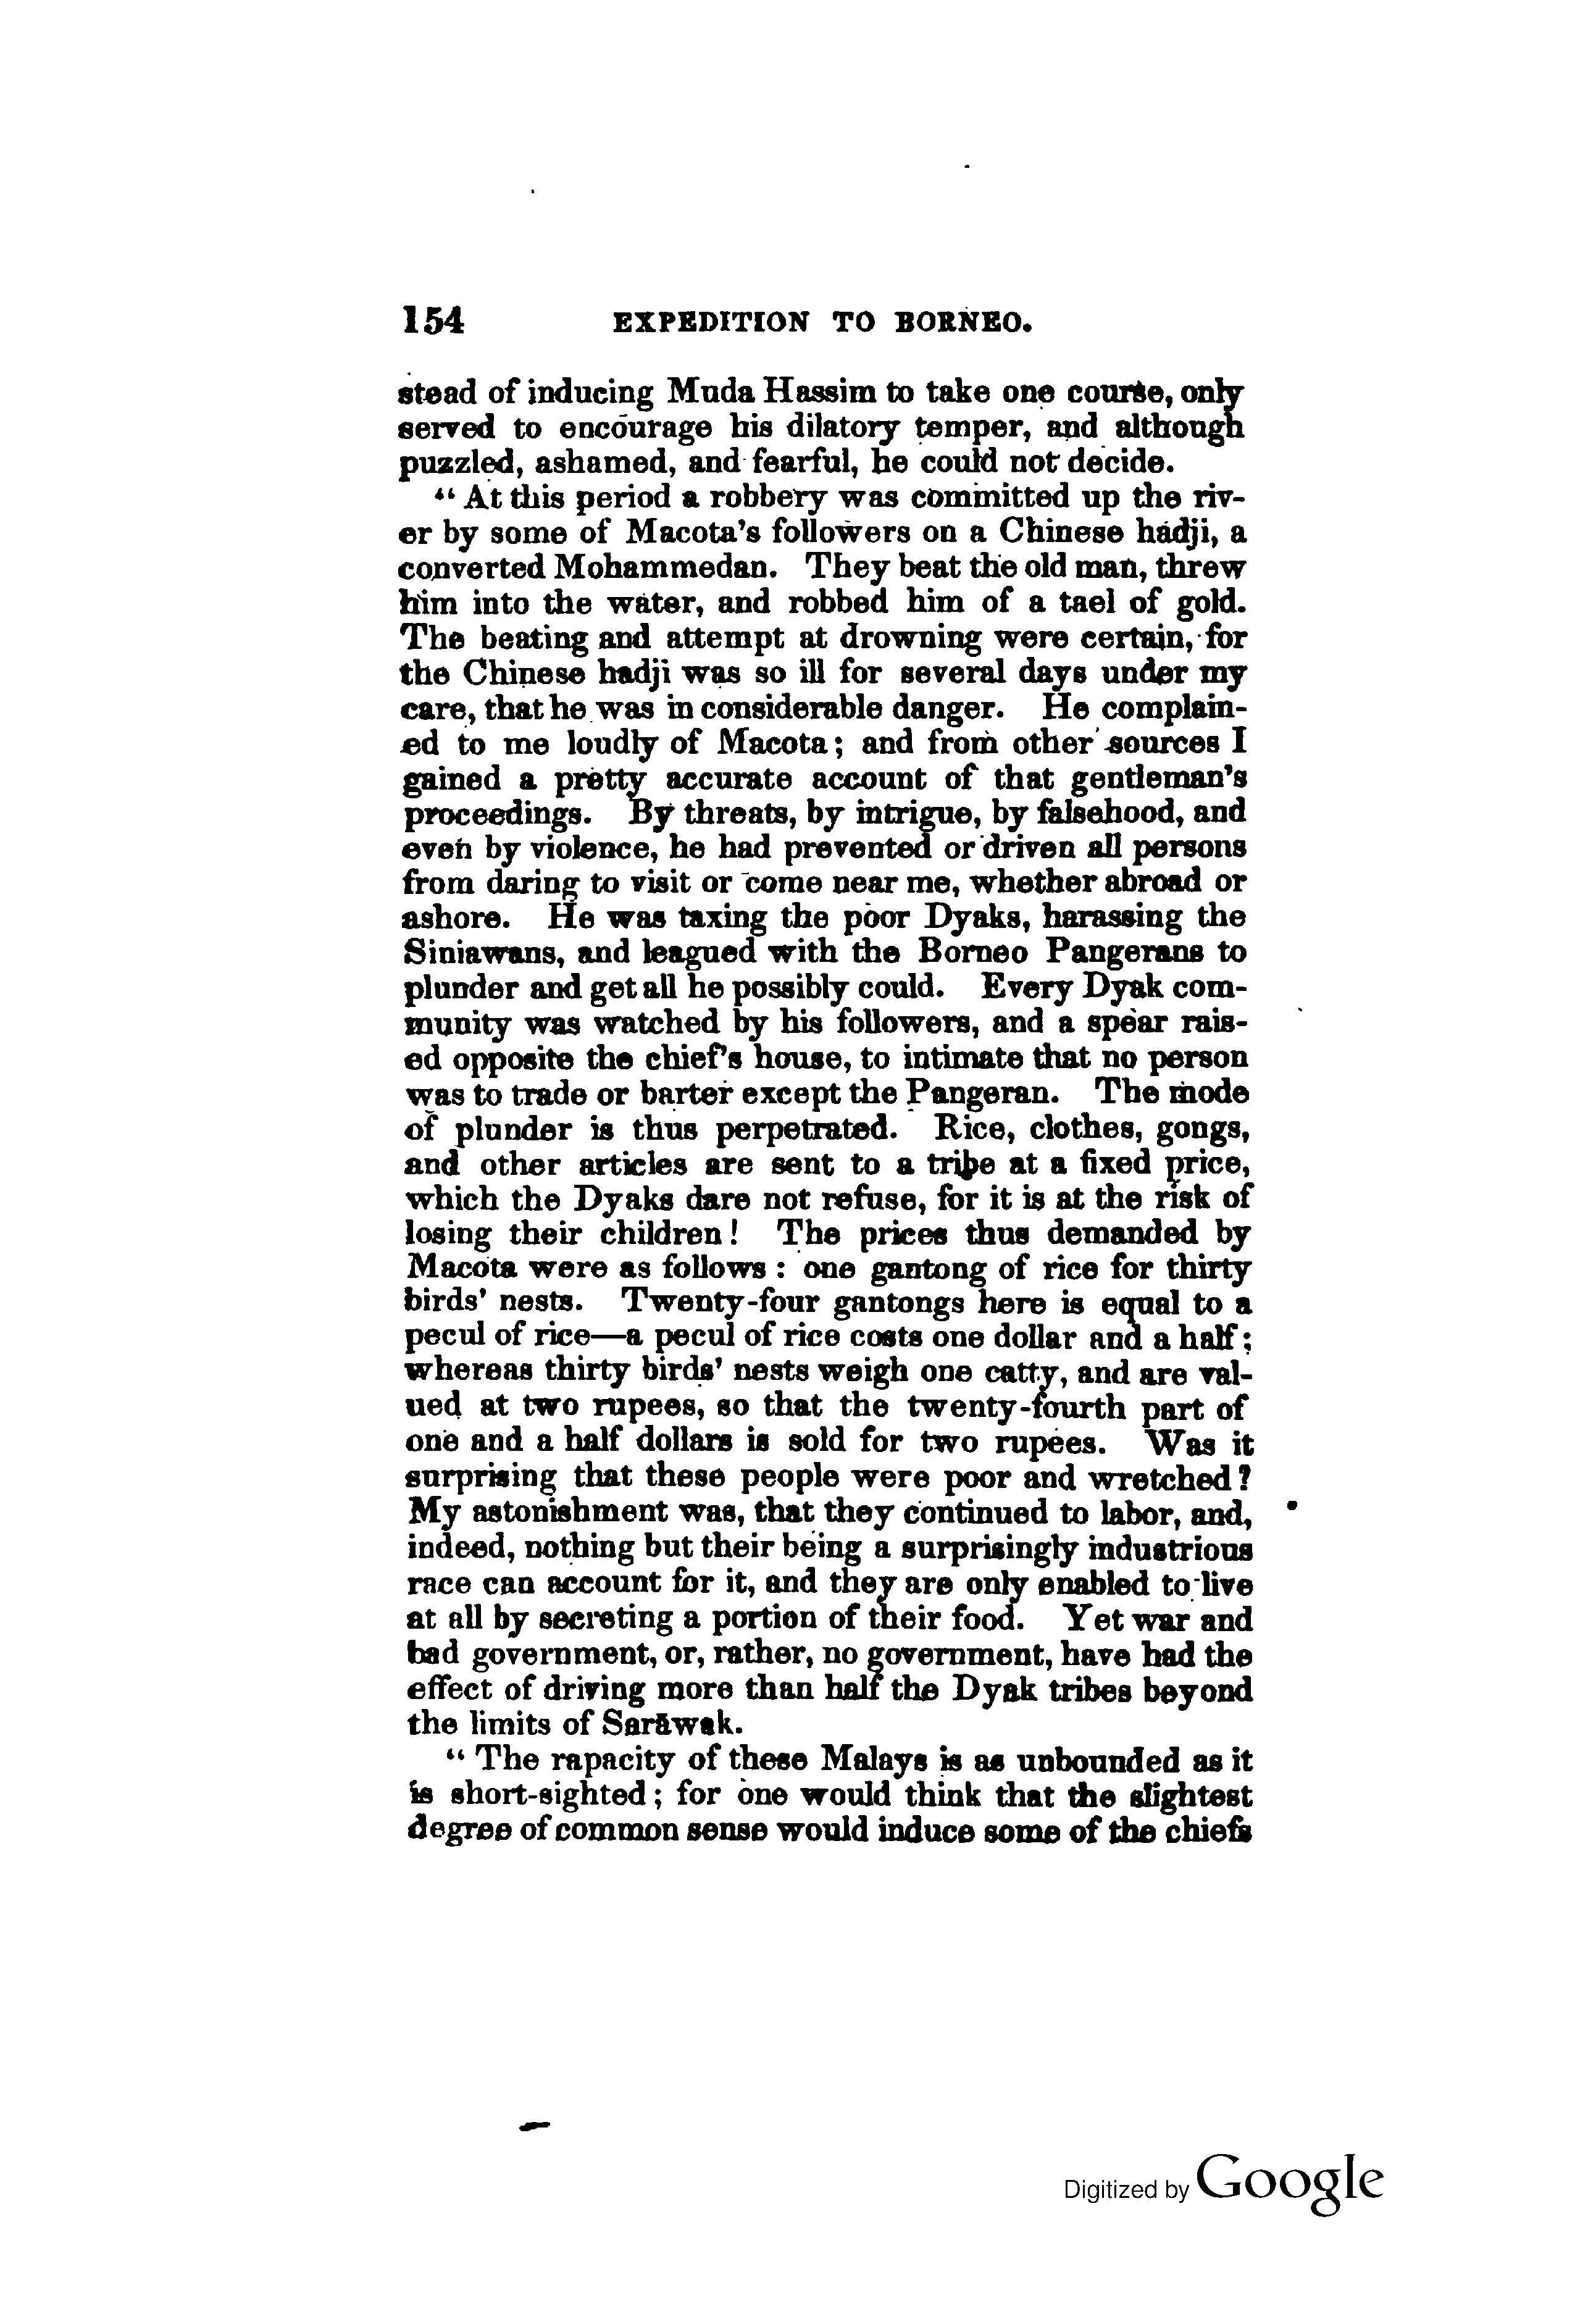 154 EXPEDITION TO BORNEO.
stead of inducing Muda Hassim to take one course, only
served to encourage his dilatory temper, and although
puzzled, ashamed, and fearful, he could not decide.
“ At this period a robbery was committed up the riv-
er by some of Macota's followers on a Chinese hadji, a
converted Mohammedan. They beat the old man, threw
him into the water, and robbed him of a tael of gold.
The beating and attempt at drowning were certain, for
the Chinese hadji was so ill for several days under my
care, that he was in considerable danger. He complain-
ed to me loudly of Macota; and from other sources I
gained a pretty accurate account of that gentleman's
proceedings. By threats, by intrigue, by falsehood, and
even by violence, he had prevented or driven all persons
from daring to visit or come near me, whether abroad or
ashore. He was taxing the poor Dyaks, harassing the
Siniawans, and leagued with the Borneo Pangerans to
plunder and get all he possibly could. Every Dyak com-
munity was watched by his followers, and a spear rais-
ed opposite the chief's house, to intimate that no person
was to trade or barter except the Pangeran. The mode
of plunder is thus perpetrated. Rice, clothes, gongs,
and other articles are sent to a tribe at a fixed price,
which the Dyaks dare not refuse, for it is at the risk of
losing their children! The prices thus demanded by
Macota were as follows: one gantong of rice for thirty
birds' nests. Twenty-four gantongs here is equal to a
pecul of rice—a pecul of rice costs one dollar and a half;
whereas thirty birds' nests weigh one catty, and are val-
ued at two rupees, so that the twenty-fourth part of
one and a half dollars is sold for two rupees. Was it
surprising that these people were poor and wretched?
My astonishment was, that they continued to labor, and,
indeed, nothing but their being a surprisingly industrious
race can account for it, and they are only enabled to live
at all by secreting a portion of their food. Yet war and
bad government, or, rather, no government, have had the
effect of driving more than half the Dyak tribes beyond
the limits of Sarāwak.
“ The rapacity of these Malays is as unbounded as it
is short-sighted; for one would think that the slightest
degree of common sense would induce some of the chiefs
Digitized by Google